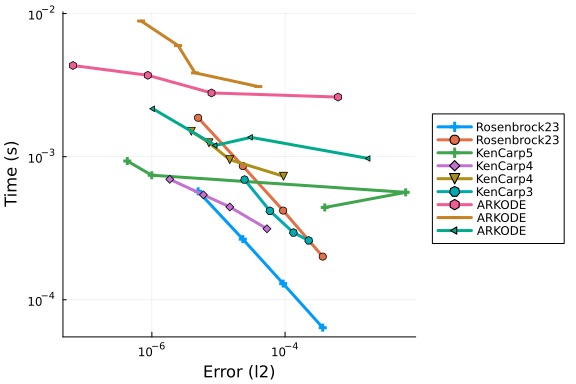 10⁻²
10⁻³
10⁻⁴
Time (s)
10⁻⁶
10⁻⁴
Error (l2)
Rosenbrock23
Rosenbrock23
KenCarp5
KenCarp4
KenCarp4
KenCarp3
ARKODE
ARKODE
ARKODE